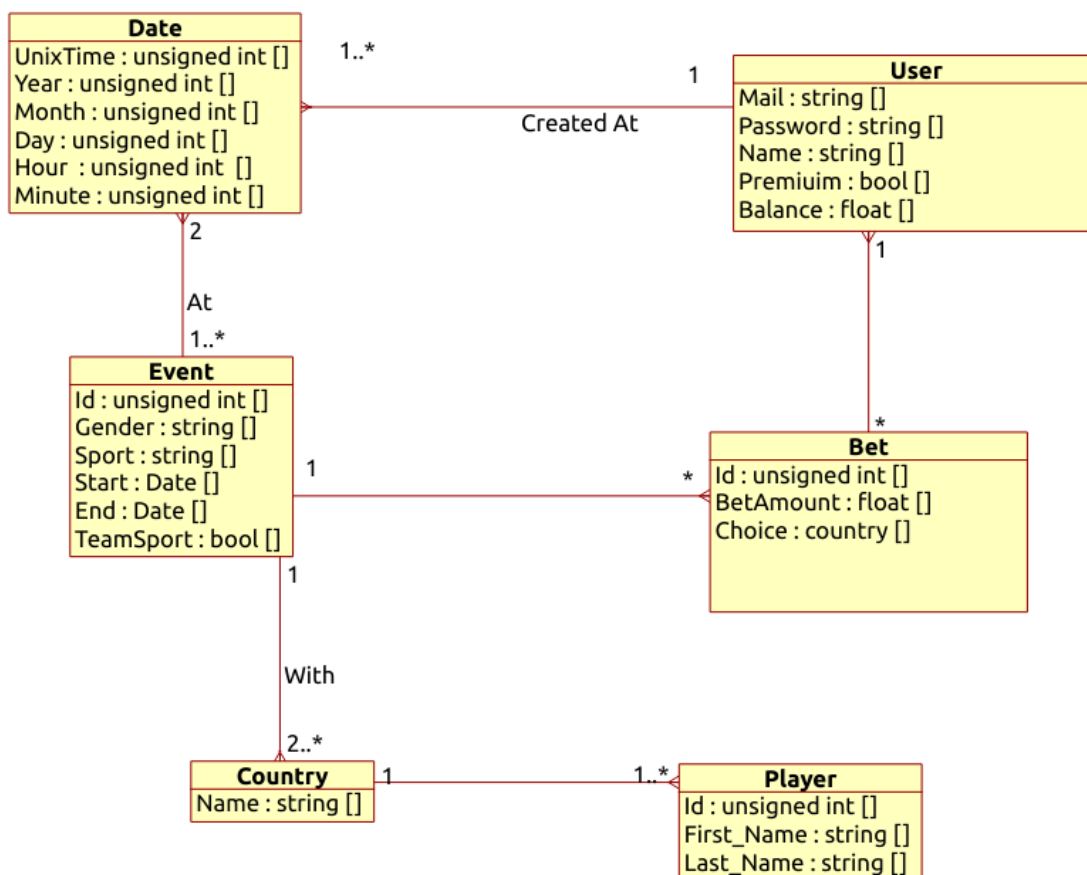 Date
UnixTime : unsigned int []
Year : unsigned int []
Month : unsigned int []
Day : unsigned int []
Hour : unsigned int []
Minute : unsigned int []
1..*
1
Created At
User
Mail : string []
Password : string []
Name : string []
Premiuim : bool []
Balance : float []
2
At
1..*
1
*
Event
Id : unsigned int []
Gender : string []
Sport : string []
Start : Date []
End : Date []
TeamSport : bool []
1
*
Bet
Id : unsigned int []
BetAmount : float []
Choice : country []
1
With
2..*
Country
Name : string []
1
1..*
Player
Id : unsigned int []
First_Name : string []
Last_Name : string []